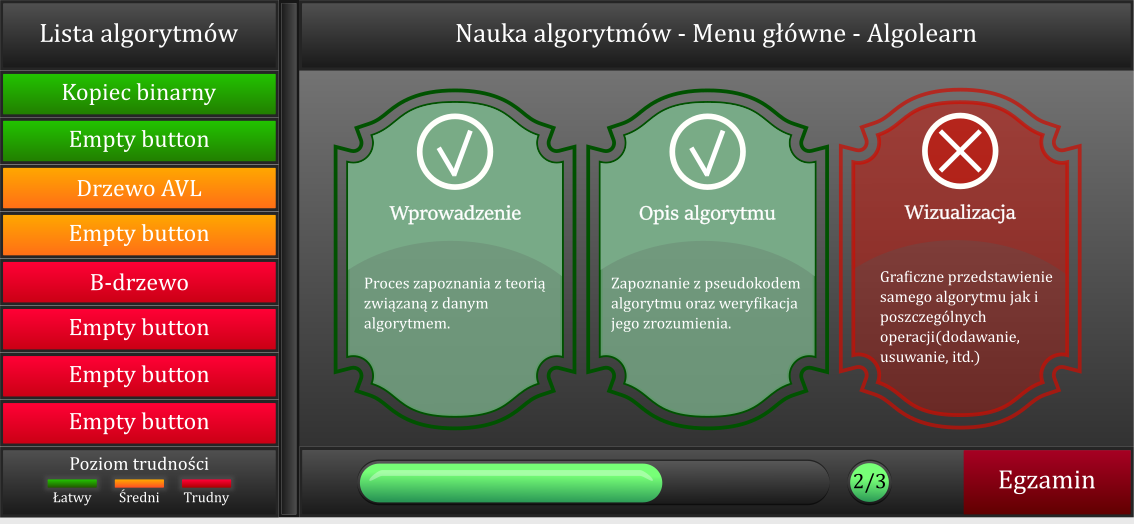 Lista algorytmów
Nauka algorytmów - Menu główne - Algolearn
Kopiec binarny
Empty button
Drzewo AVL
Empty button
B-drzewo
Empty button
Empty button
Empty button
Poziom trudności
Łatwy
Średni
Trudny
Wprowadzenie
Proces zapoznania z teorią
związaną z danym
algorytmem.
Opis algorytmu
Zapoznanie z pseudokodem
algorytmu oraz weryfikacja
jego zrozumienia.
Wizualizacja
Graficzne przedstawienie
samego algorytmu jak i
poszczególnych
operacji(dodawanie,
usuwanie, itd.)
2/3
Egzamin